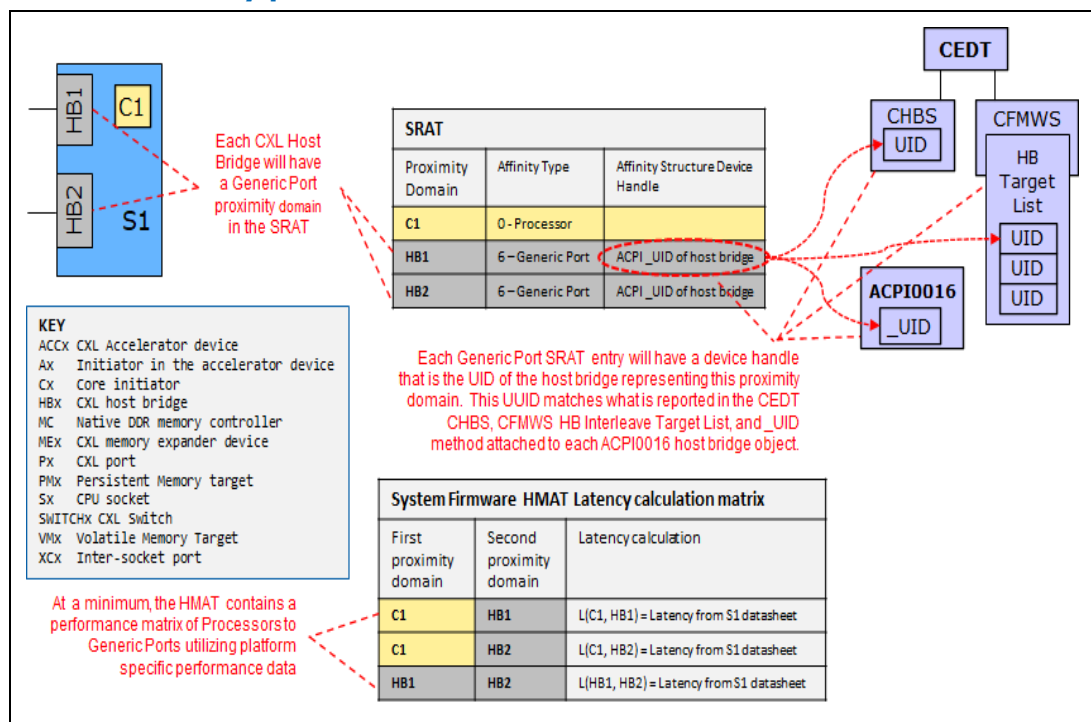 CEDT
HB1
C1
HB2
S1
Each CXL Host
Bridge will have
a Generic Port
proximity domain
in the SRAT
SRAT
Proximity
Domain
Affinity Type
Affinity Structure Device
Handle
C1
0 - Processor
HB1
6 – Generic Port
ACPI _UID of host bridge
HB2
6 – Generic Port
ACPI _UID of host bridge
CHBS
UID
CFMWS
HB
Target
List
UID
UID
UID
ACPI0016
_UID
Each Generic Port SRAT entry will have a device handle
that is the UID of the host bridge representing this proximity
domain. This UUID matches what is reported in the CEDT
CHBS, CFMWS HB Interleave Target List, and _UID
method attached to each ACPI0016 host bridge object.
KEY
ACCx CXL Accelerator device
Ax Initiator in the accelerator device
Cx Core initiator
HBx CXL host bridge
MC Native DDR memory controller
MEx CXL memory expander device
Px CXL port
PMx Persistent Memory target
Sx CPU socket
SWITCHx CXL Switch
VMx Volatile Memory Target
XCx Inter-socket port
At a minimum, the HMAT contains a
performance matrix of Processors to
Generic Ports utilizing platform
specific performance data
System Firmware HMAT Latency calculation matrix
First
proximity
domain
Second
proximity
domain
Latency calculation
C1
HB1
L(C1, HB1) = Latency from S1 datasheet
C1
HB2
L(C1, HB2) = Latency from S1 datasheet
HB1
HB2
L(HB1, HB2) = Latency from S1 datasheet